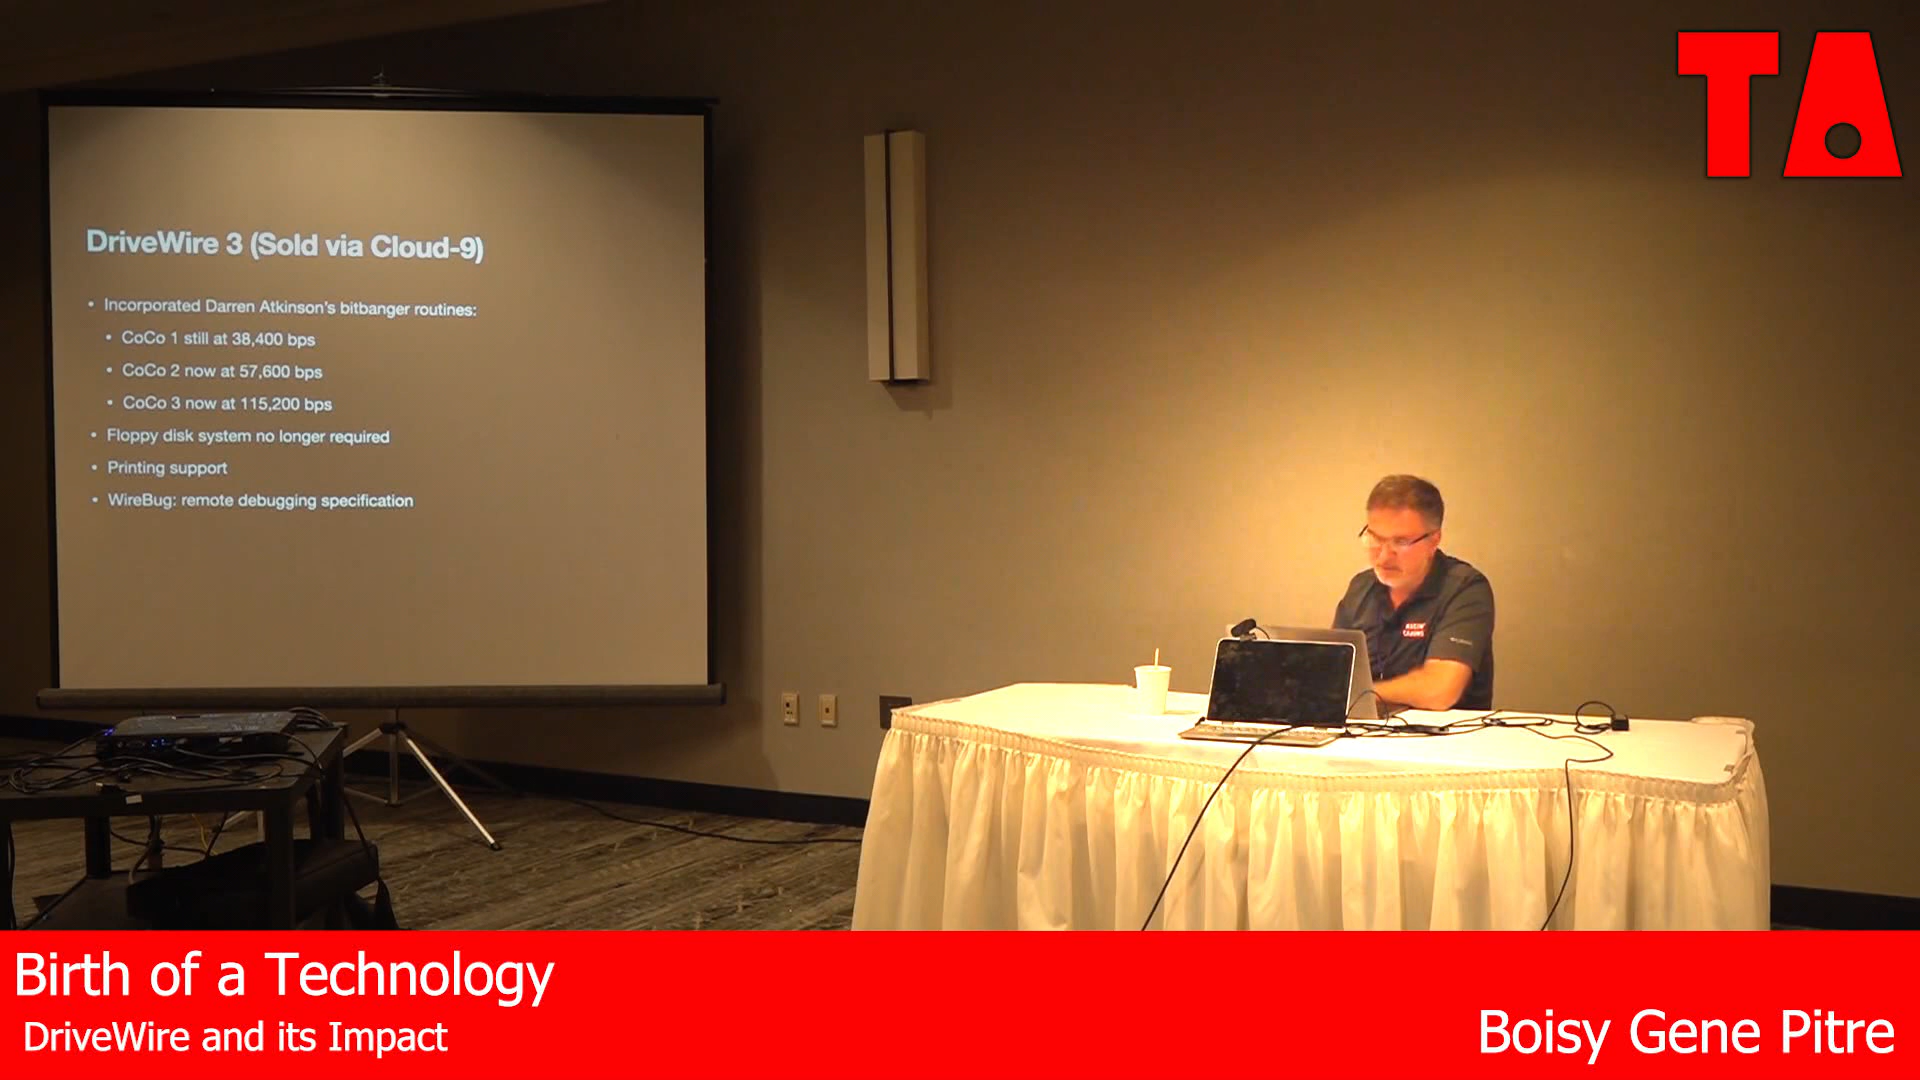 TA
DriveWire 3 (Sold via Cloud-9)
• Incorporated Darren Atkinson's bitbanger routines:
• CoCo 1 still at 38,400 bps
• CoCo 2 now at 57,600 bps
• CoCo 3 now at 115,200 bps
• Floppy disk system no longer required
• Printing support
• WireBug: remote debugging specification
Birth of a Technology
DriveWire and its Impact
Boisy Gene Pitre